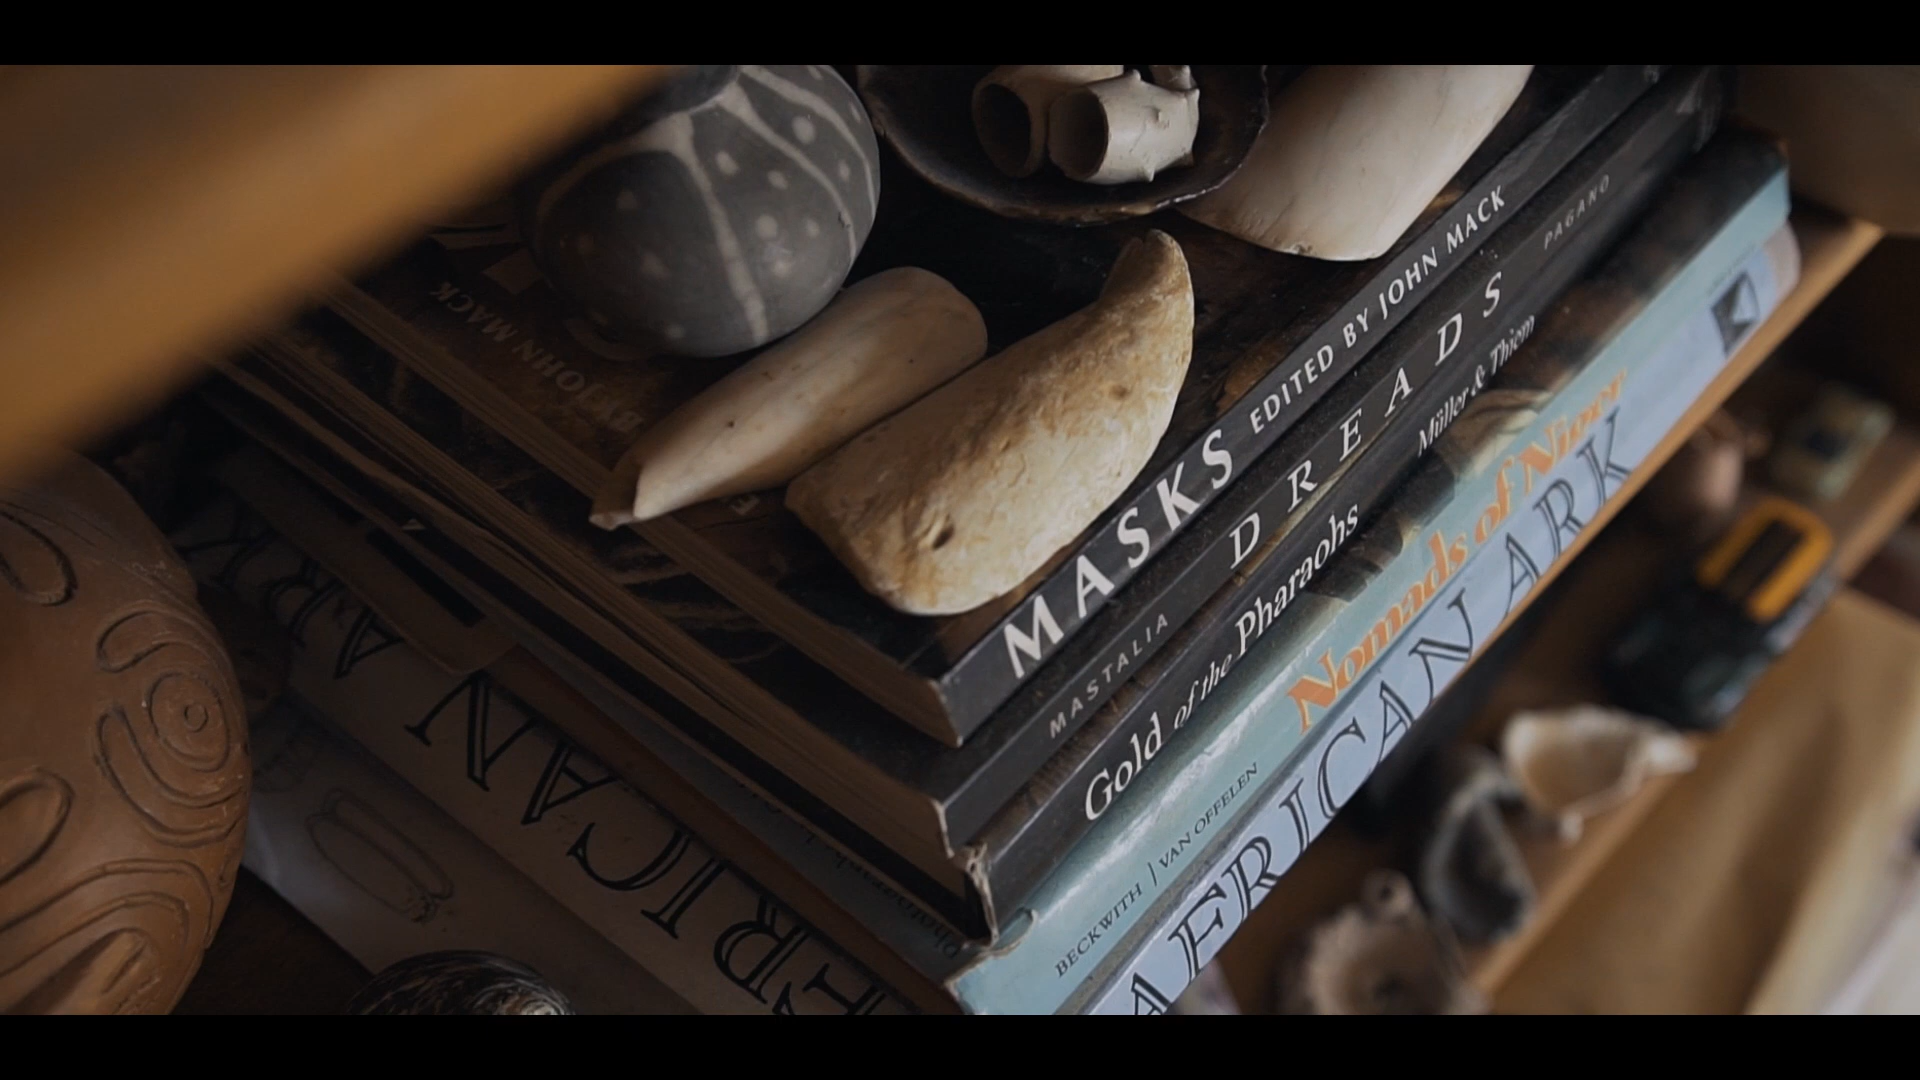 MASKS EDITED BY JOHN MACK
MASTALIA DREADS PAGANO
Gold of the Pharaohs Müller & Thiem
BECKWITH | VAN OFFELEN Nomads of Niger
AFRICAN ARK
BY JOHN MACK
AFRICAN ARK